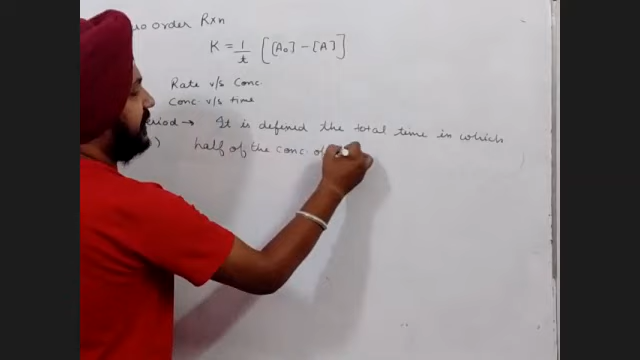 order Rxn
K = 1/t [[A₀] - [A]]
Rate v/s Conc.
Conc. v/s time
eriod → It is defined the total time in which
) half of the conc. of